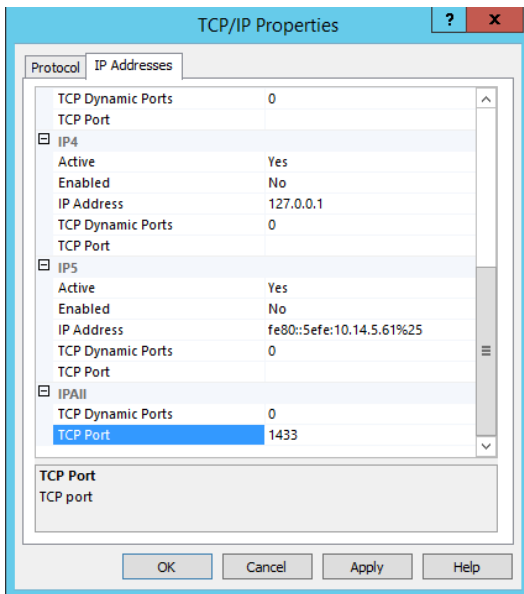 TCP/IP Properties
? x
Protocol IP Addresses
TCP Dynamic Ports 0
TCP Port
IP4
Active Yes
Enabled No
IP Address 127.0.0.1
TCP Dynamic Ports 0
TCP Port
IP5
Active Yes
Enabled No
IP Address fe80::5efe:10.14.5.61%25
TCP Dynamic Ports 0
TCP Port
IPAll
TCP Dynamic Ports 0
TCP Port 1433
TCP Port
TCP port
OK Cancel Apply Help